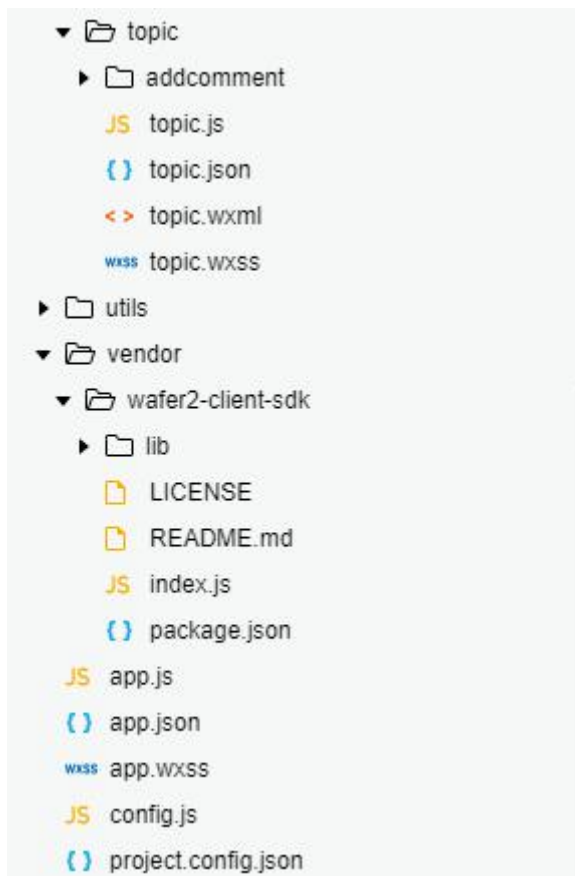 topic
addcomment
JS topic.js
{ } topic.json
< > topic.wxml
wxss topic.wxss
utils
vendor
wafer2-client-sdk
lib
LICENSE
README.md
JS index.js
{ } package.json
JS app.js
{ } app.json
wxss app.wxss
JS config.js
{ } project.config.json